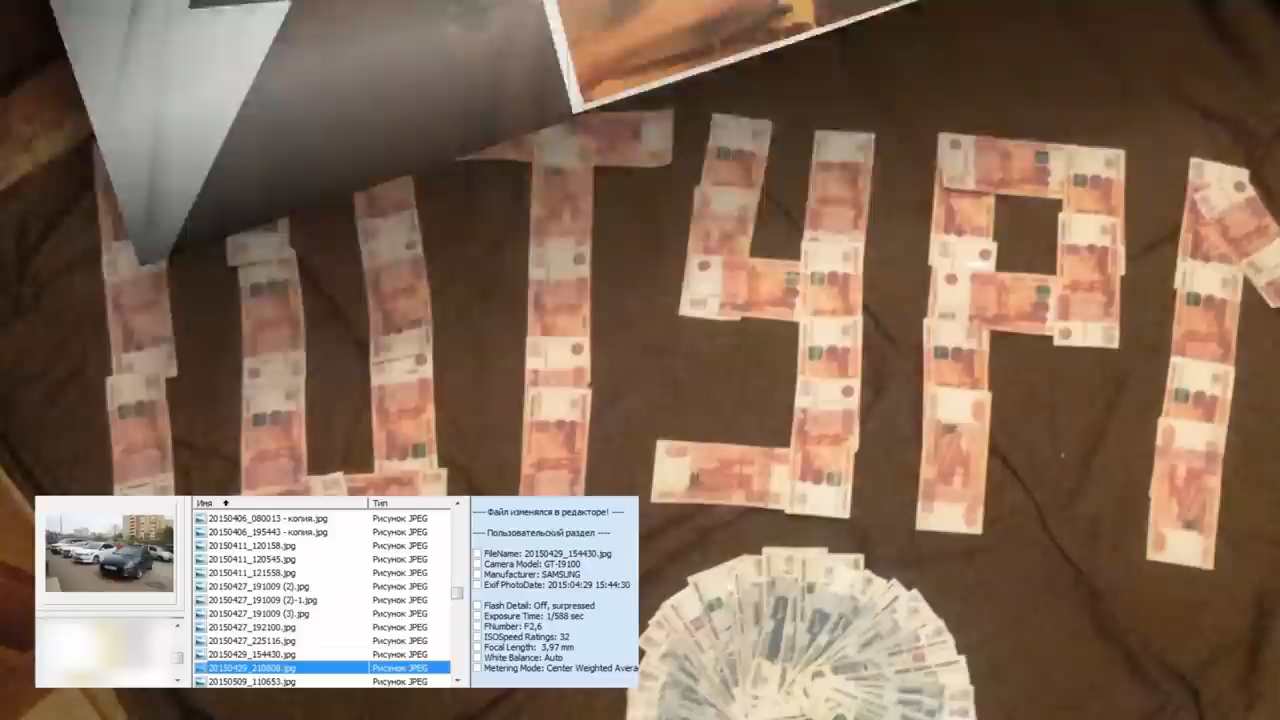 ШТУР
Имя Тип
20150406_080013 - копия.jpg Рисунок JPEG
20150406_195443 - копия.jpg Рисунок JPEG
20150411_120158.jpg Рисунок JPEG
20150411_120545.jpg Рисунок JPEG
20150411_121558.jpg Рисунок JPEG
20150427_191009 (2).jpg Рисунок JPEG
20150427_191009 (2)-1.jpg Рисунок JPEG
20150427_191009 (3).jpg Рисунок JPEG
20150427_192100.jpg Рисунок JPEG
20150427_225116.jpg Рисунок JPEG
20150429_154430.jpg Рисунок JPEG
20150429_210808.jpg Рисунок JPEG
20150509_110653.jpg Рисунок JPEG
---- Файл изменялся в редакторе! ----
---- Пользовательский раздел ----
FileName: 20150429_154430.jpg
Camera Model: GT-I9100
Manufacturer: SAMSUNG
Exif PhotoDate: 2015:04:29 15:44:30
Flash Detail: Off, surpressed
Exposure Time: 1/588 sec
FNumber: F2,6
ISOSpeed Ratings: 32
Focal Length: 3,97 mm
White Balance: Auto
Metering Mode: Center Weighted Avera